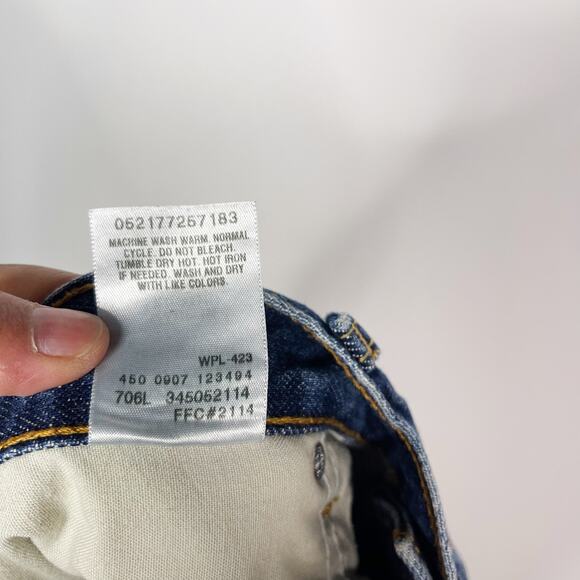 052177257183
MACHINE WASH WARM. NORMAL
CYCLE. DO NOT BLEACH.
TUMBLE DRY HOT. HOT IRON
IF NEEDED. WASH AND DRY
WITH LIKE COLORS.
WPL-423
450 0907 123494
706L 345052114
FFC#2114